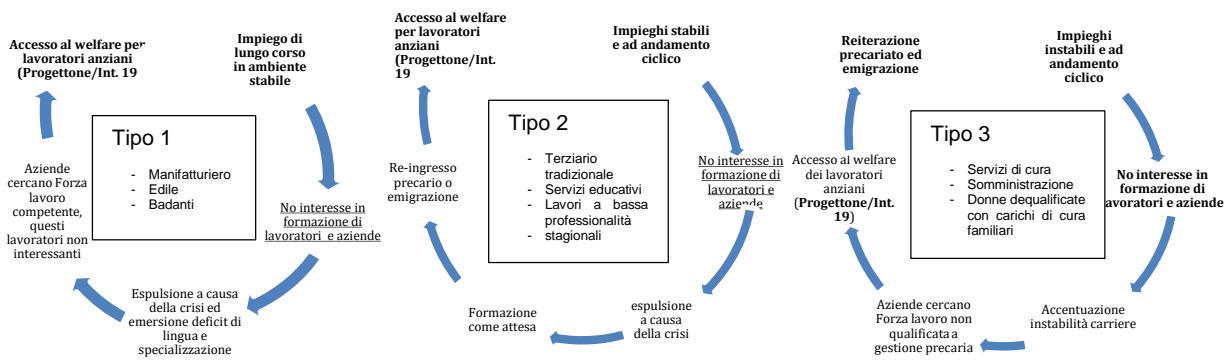 Accesso al welfare per
lavoratori anziani
(Progettone/Int. 19
Impiego di
lungo corso
in ambiente
stabile
No interesse in
formazione di
lavoratori e aziende
Espulsione a causa
della crisi ed
emersione deficit di
lingua e
specializzazione
Aziende
cercano Forza
lavoro
competente,
questi
lavoratori non
interessanti
Tipo 1
- Manifatturiero
- Edile
- Badanti
Accesso al welfare
per lavoratori
anziani
(Progettone/Int.
19
Impieghi stabili
e ad andamento
ciclico
No interesse in
formazione di
lavoratori e
aziende
espulsione
a causa
della crisi
Formazione
come attesa
Re-ingresso
precario o
emigrazione
Tipo 2
- Terziario
tradizionale
- Servizi educativi
- Lavori a bassa
professionalità
- stagionali
Reiterazione
precariato ed
emigrazione
Impieghi
instabili e ad
andamento
ciclico
No interesse in
formazione di
avoratori e aziende
Accentuazione
instabilità carriere
Aziende cercano
Forza lavoro non
qualificata a
gestione precaria
Accesso al welfare
dei lavoratori
anziani
(Progetto/Int.
19)
Tipo 3
- Servizi di cura
- Somministrazione
- Donne dequalificate
con carichi di cura
familiari